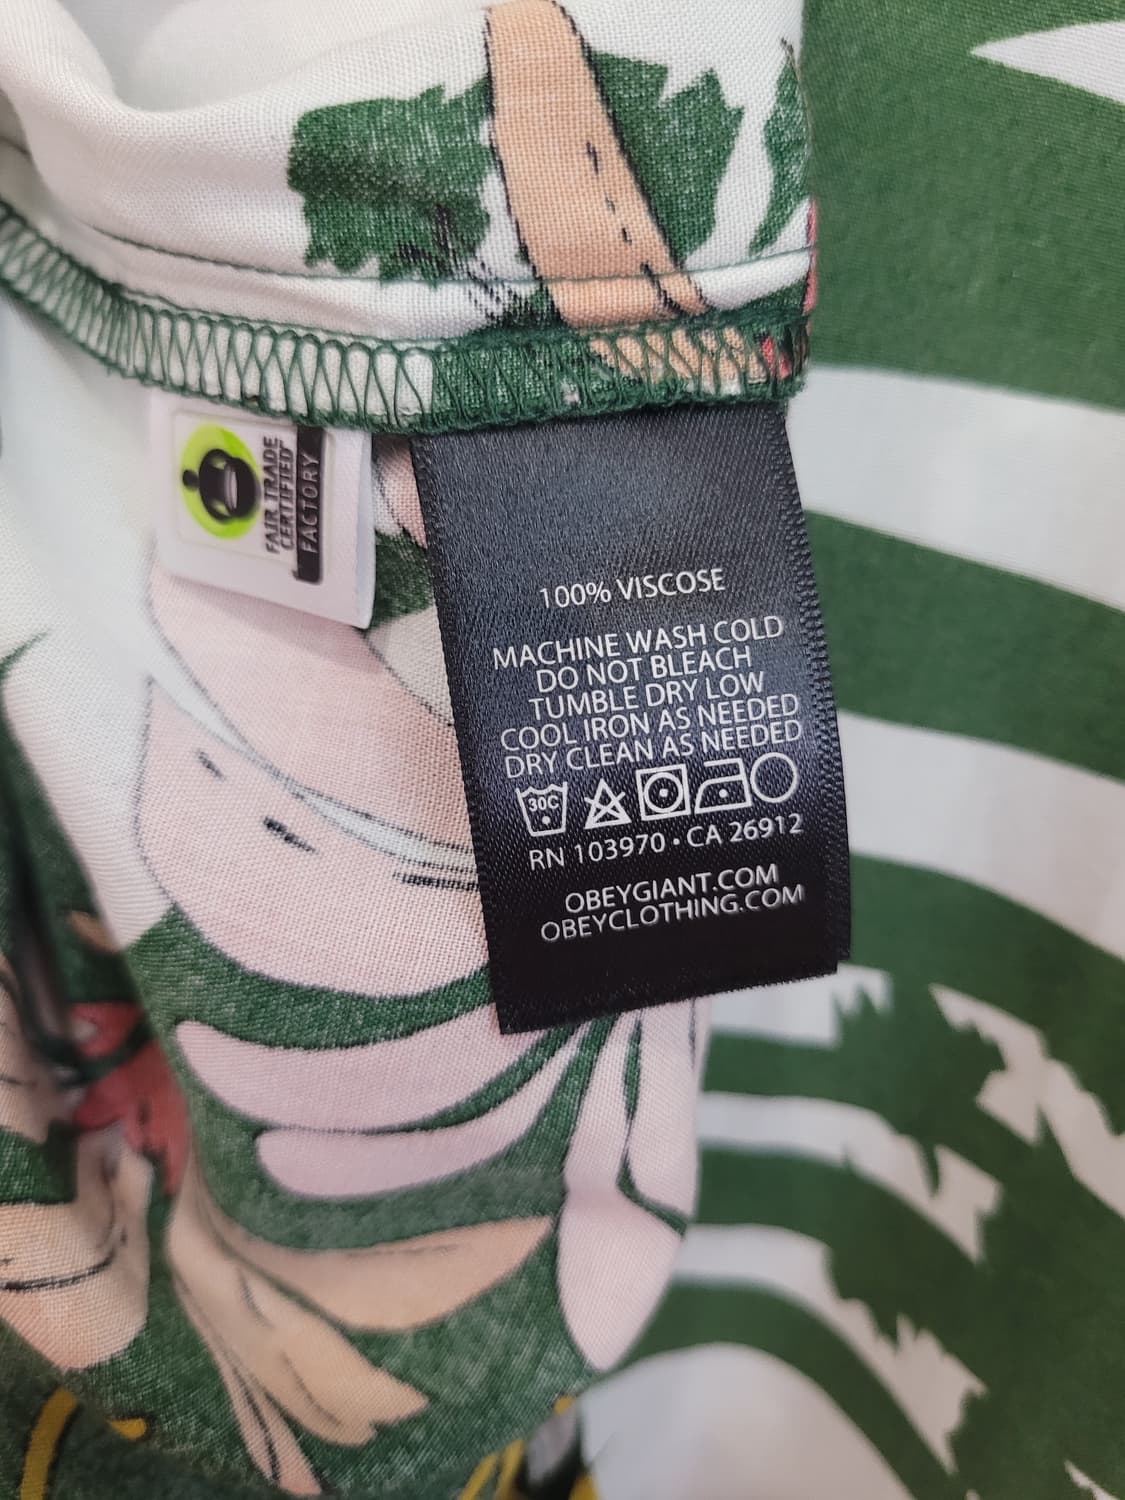 FAIR TRADE
CERTIFIED
FACTORY
100% VISCOSE
MACHINE WASH COLD
DO NOT BLEACH
TUMBLE DRY LOW
COOL IRON AS NEEDED
DRY CLEAN AS NEEDED
30C
RN 103970 • CA 26912
OBEYGIANT.COM
OBEYCLOTHING.COM